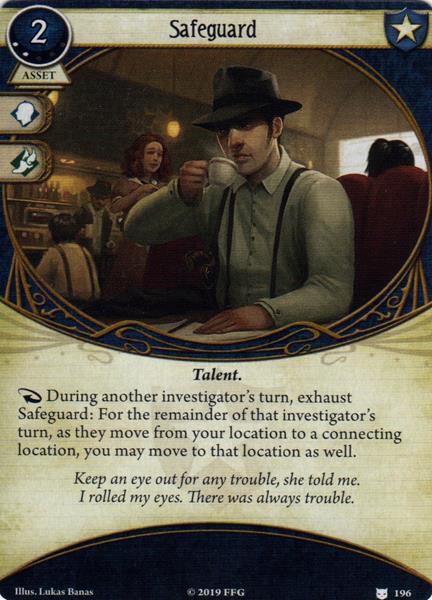 Safeguard
2
ASSET
Talent.
During another investigator's turn, exhaust
Safeguard: For the remainder of that investigator's
turn, as they move from your location to a connecting
location, you may move to that location as well.
Keep an eye out for any trouble, she told me.
I rolled my eyes. There was always trouble.
Illus. Lukas Banas
© 2019 FFG
196